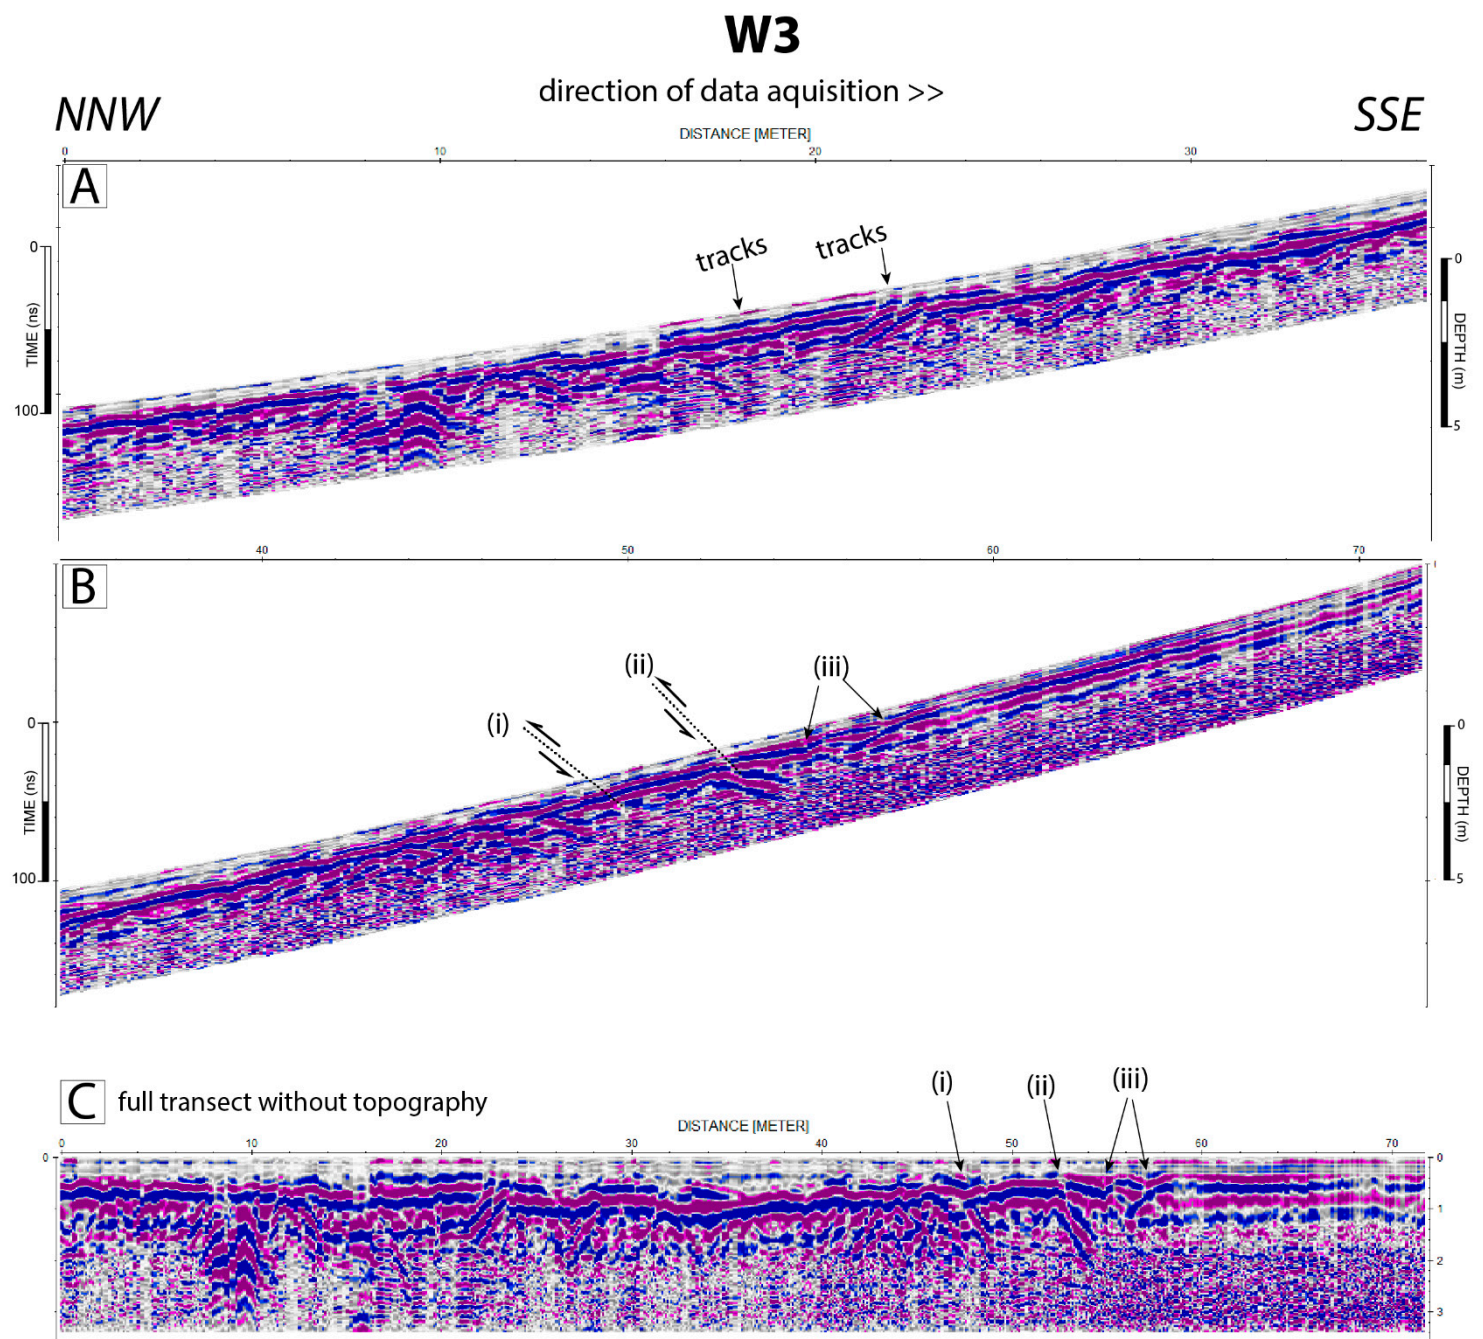 W3
direction of data aquisition >>
NNW
SSE
DISTANCE [METER]
0 10 20 30
A
tracks tracks
0
100
TIME (ns)
0
5
DEPTH (m)
40 50 60 70
B
(i) (ii) (iii)
0
100
TIME (ns)
0
5
DEPTH (m)
C full transect without topography
(i) (ii) (iii)
DISTANCE [METER]
0 10 20 30 40 50 60 70
0
0
1
2
3